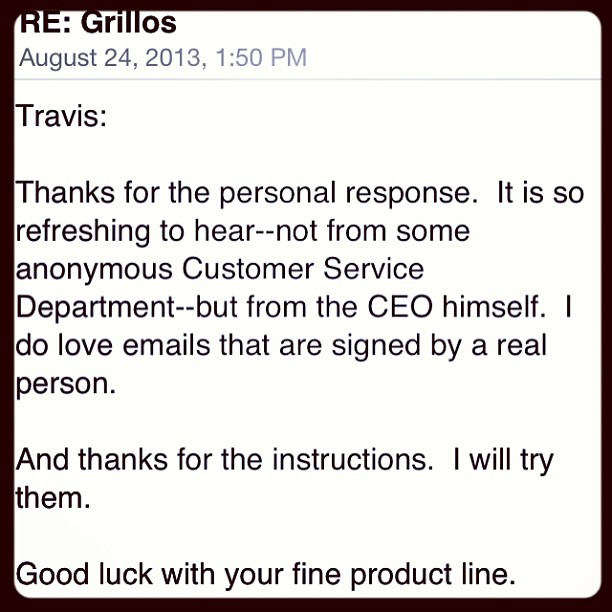 RE: Grillos
August 24, 2013, 1:50 PM
Travis:
Thanks for the personal response.  It is so
refreshing to hear--not from some
anonymous Customer Service
Department--but from the CEO himself.  I
do love emails that are signed by a real
person.
And thanks for the instructions.  I will try
them.
Good luck with your fine product line.